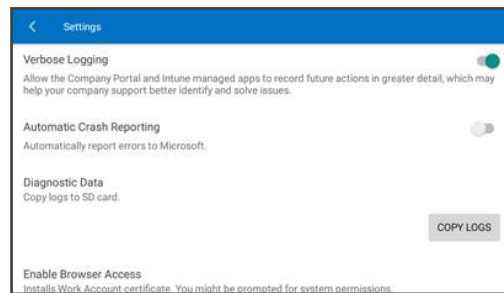 Settings
Verbose Logging
Allow the Company Portal and Intune managed apps to record future actions in greater detail, which may
help your company support better identify and solve issues.
Automatic Crash Reporting
Automatically report errors to Microsoft.
Diagnostic Data
Copy logs to SD card.
COPY LOGS
Enable Browser Access
Installs Work Account certificate. You might be prompted for system permissions.